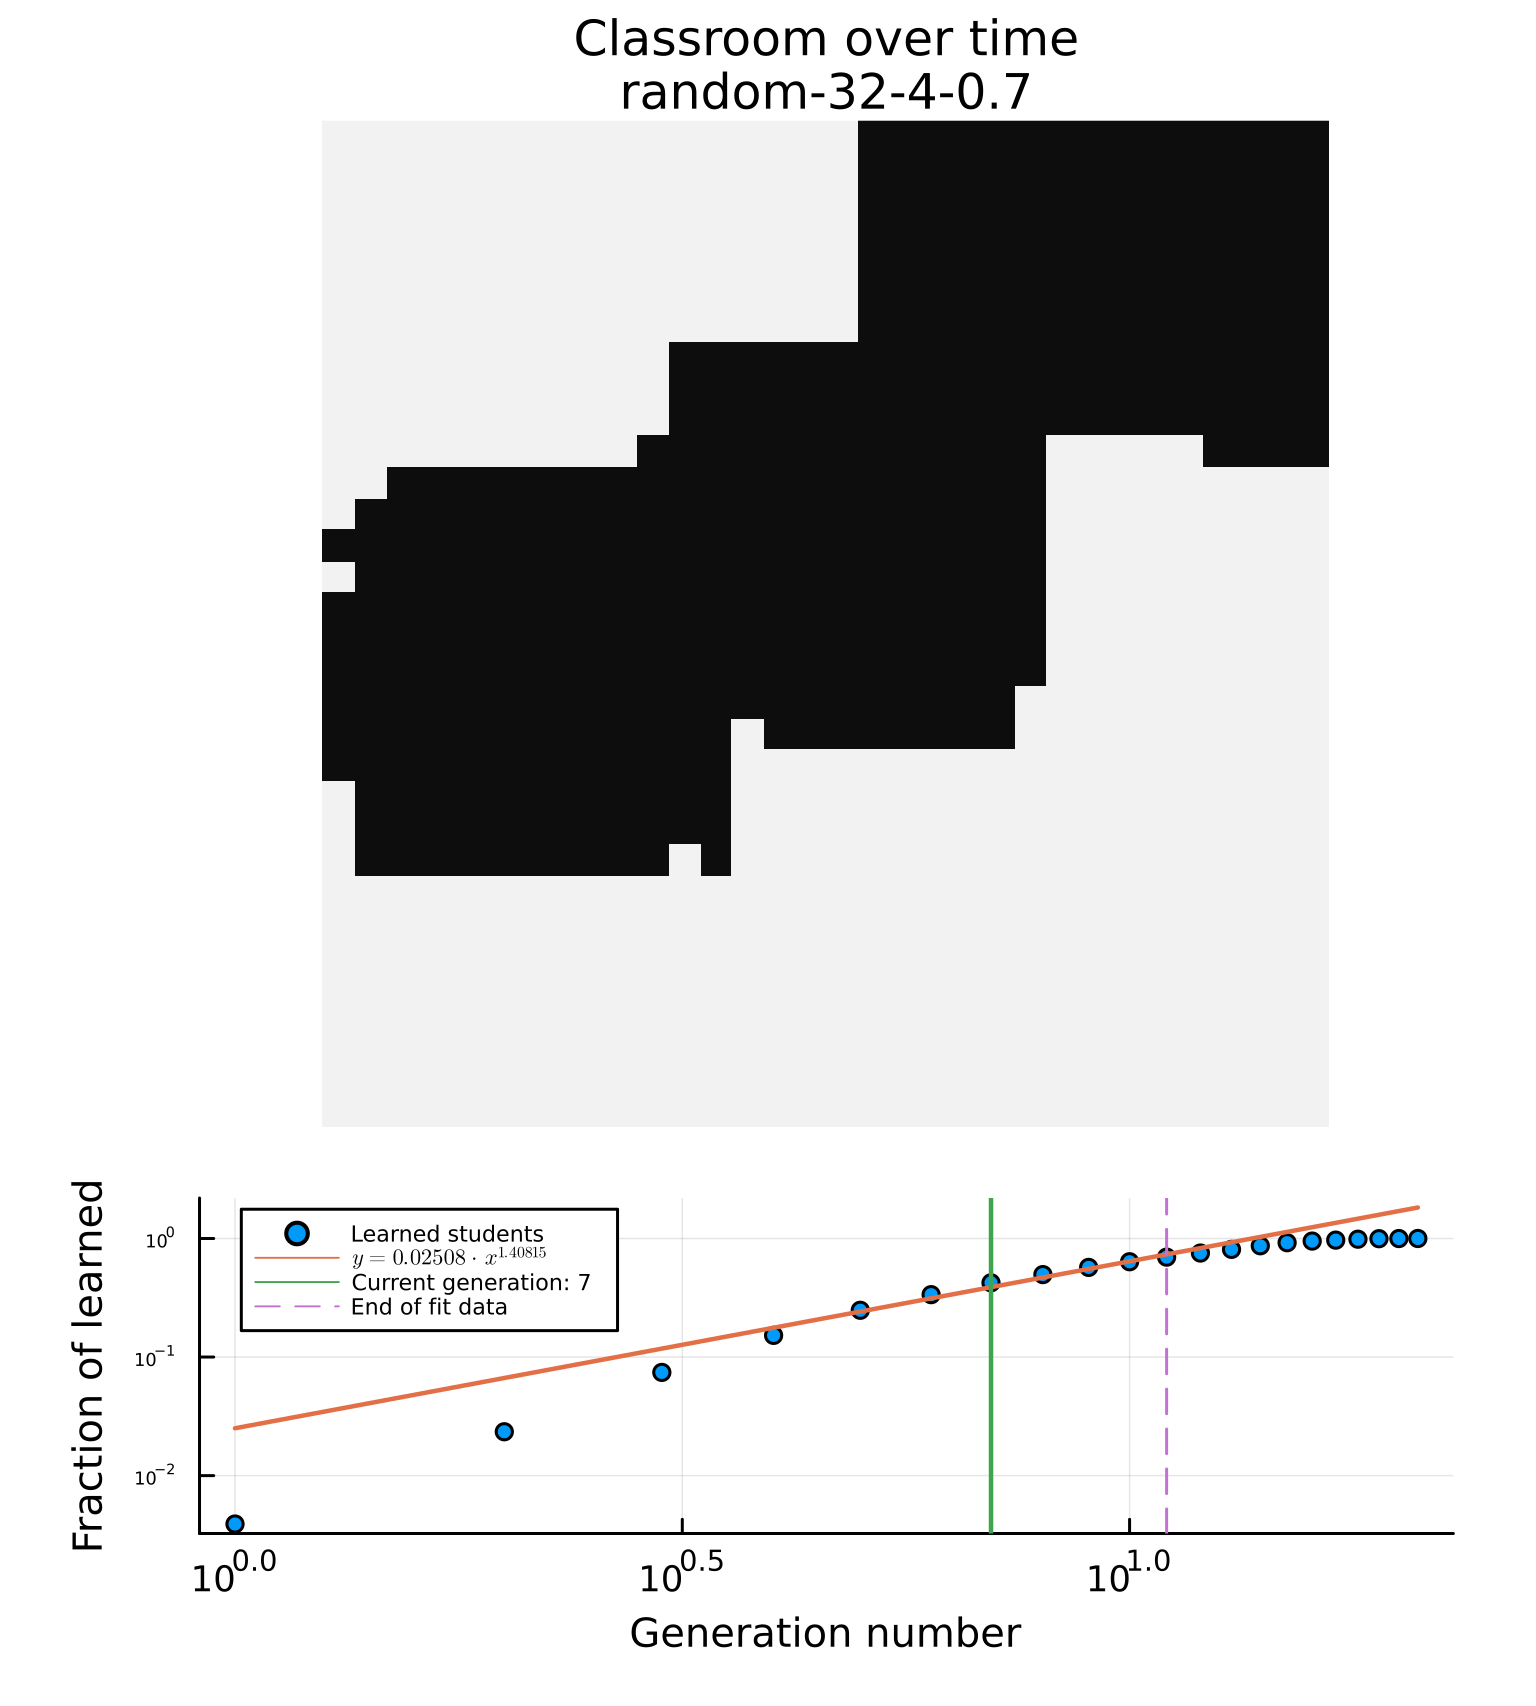 Classroom over time
random-32-4-0.7
Fraction of learned
10⁰
10⁻¹
10⁻²
Learned students
y = 0.02508 · x^1.40815
Current generation: 7
End of fit data
10^0.0
10^0.5
10^1.0
Generation number